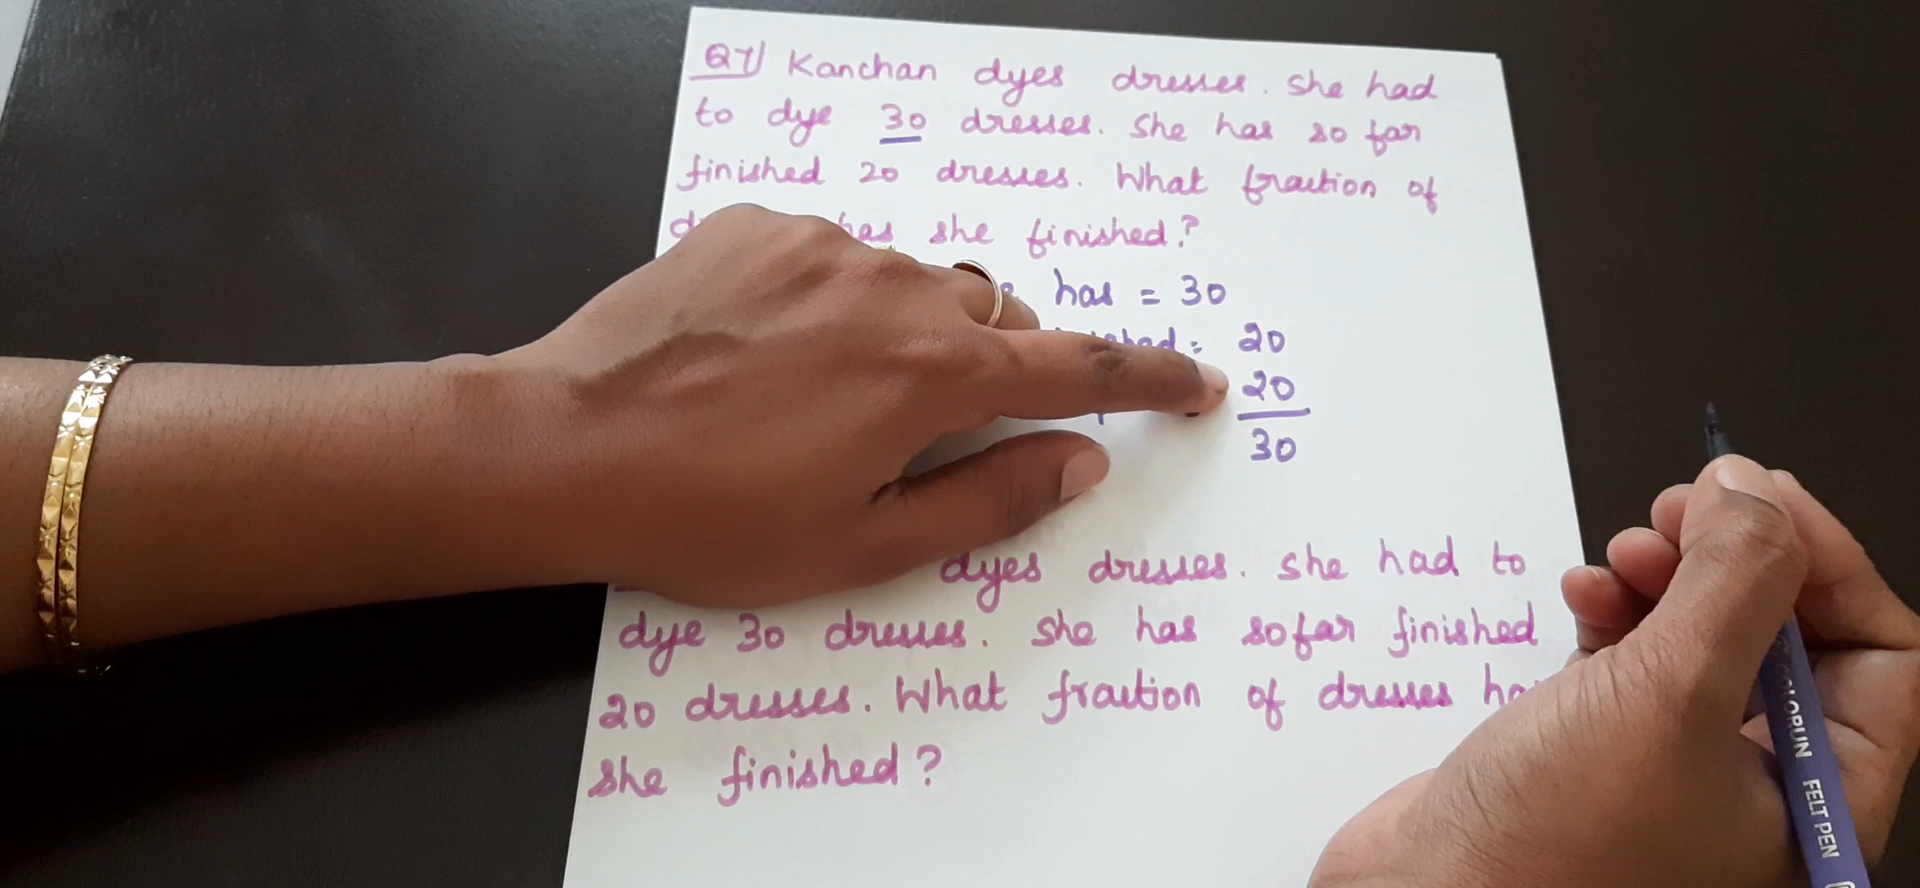 Q7) Kanchan dyes dresses. She had
to dye 30 dresses. She has so far
finished 20 dresses. What fraction of
has she finished?
has = 30
= 20
20
30
dyes dresses. She had to
dye 30 dresses. She has sofar finished
20 dresses. What fraction of dresses
she finished?
COLORUN FELT PEN